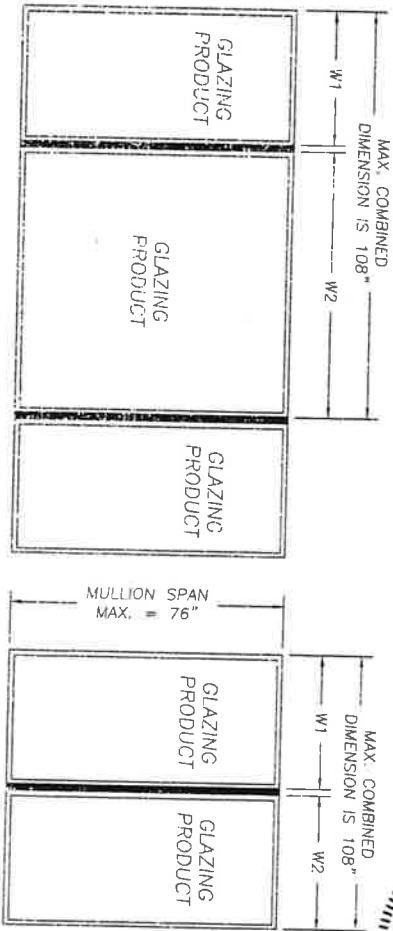 MAX. COMBINED
DIMENSION IS 108"
W1
W2
GLAZING
PRODUCT
GLAZING
PRODUCT
GLAZING
PRODUCT
MULLION SPAN
MAX. = 76"
MAX. COMBINED
DIMENSION IS 108"
W1
W2
GLAZING
PRODUCT
GLAZING
PRODUCT